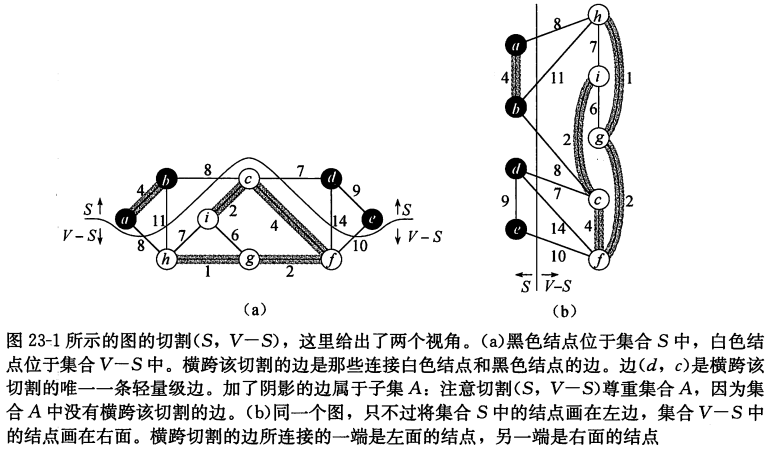 8
h
a
7
4
11
i
1
b
6
2
g
8
c
7
d
8
7
9
4
b
c
d
9
S
a
2
i
14
e
S
V－S
11
8
7
6
4
10
V－S
h
1
g
2
f
2
d
9
14
4
e
10
f
S
V－S
(a)
(b)
图 23-1 所示的图的切割(S, V－S)，这里给出了两个视角。(a)黑色结点位于集合 S 中，白色结
点位于集合 V－S 中。横跨该切割的边是那些连接白色结点和黑色结点的边。边(d, c)是横跨该
切割的唯一一条轻量级边。加了阴影的边属于子集 A；注意切割(S, V－S)尊重集合 A，因为集
合 A 中没有横跨该切割的边。(b)同一个图，只不过将集合 S 中的结点画在左边，集合 V－S 中
的结点画在右面。横跨切割的边所连接的一端是左面的结点，另一端是右面的结点